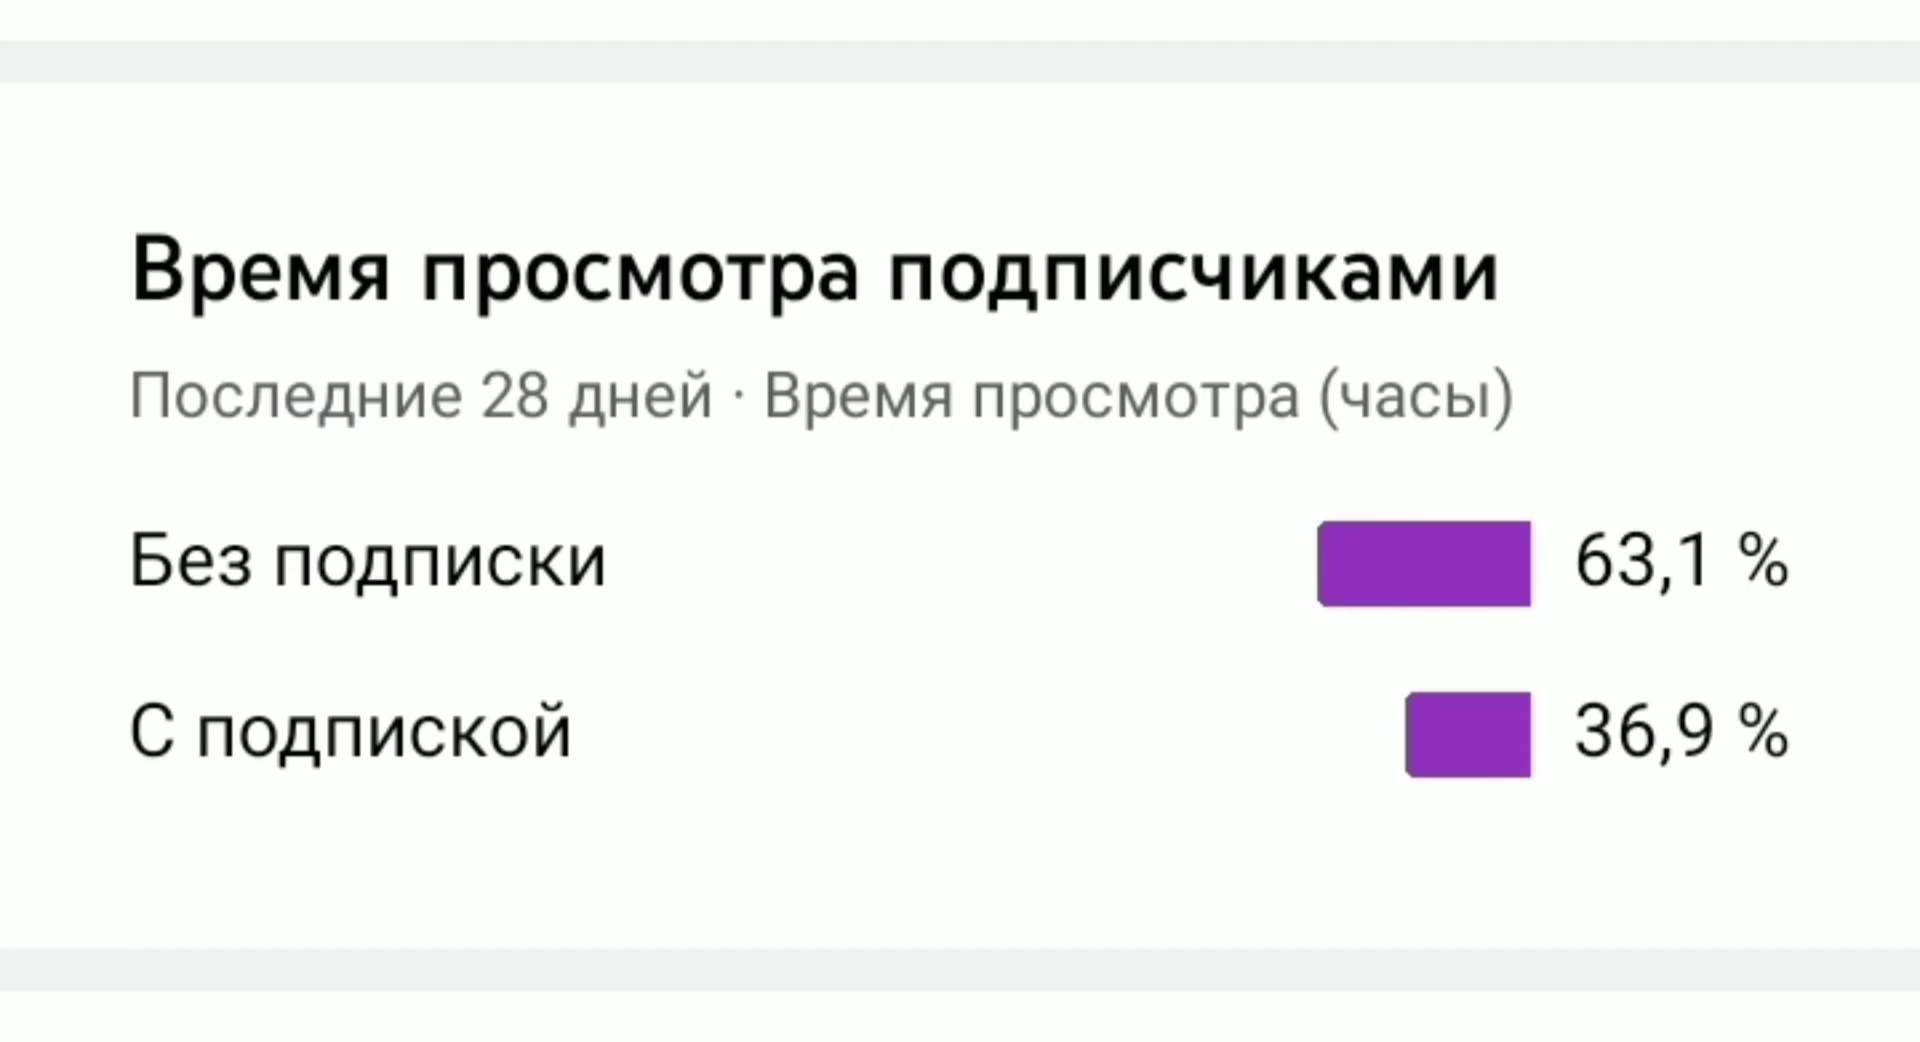 Время просмотра подписчиками
Последние 28 дней · Время просмотра (часы)
Без подписки 63,1 %
С подпиской 36,9 %